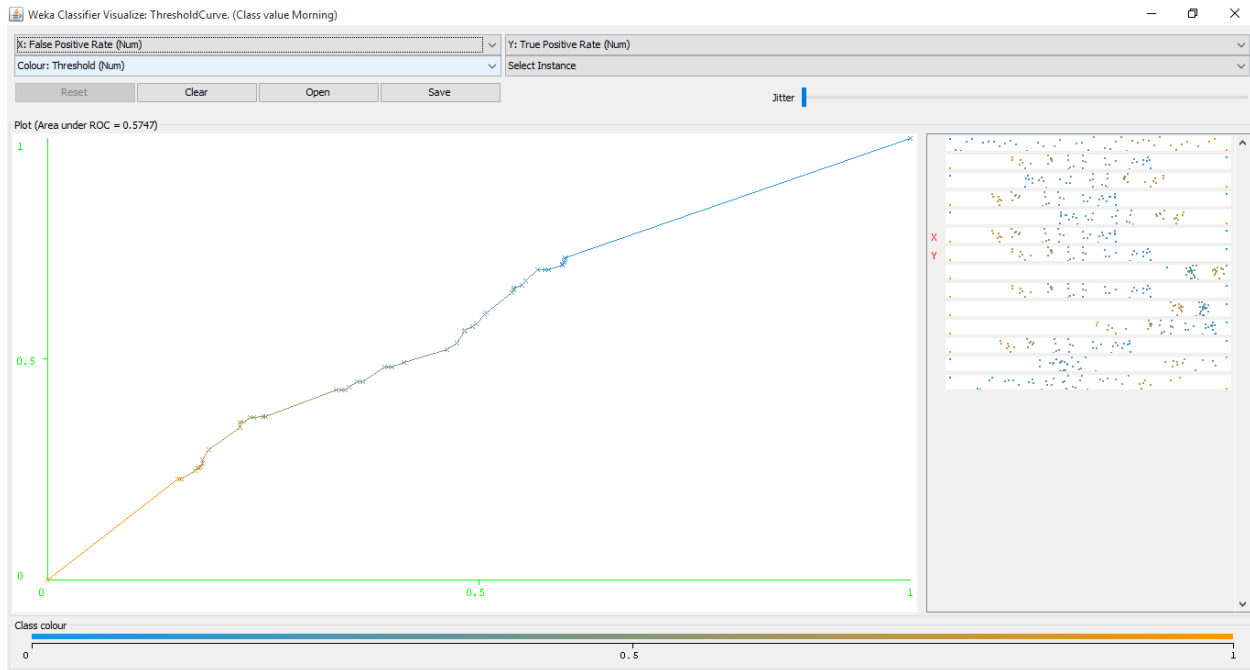 Weka Classifier Visualize: ThresholdCurve. (Class value Morning)
X: False Positive Rate (Num)
Y: True Positive Rate (Num)
Colour: Threshold (Num)
Select Instance
Reset
Clear
Open
Save
Jitter
Plot (Area under ROC = 0.5747)
1
0.5
0
0
0.5
1
X
Y
Class colour
0
0.5
1